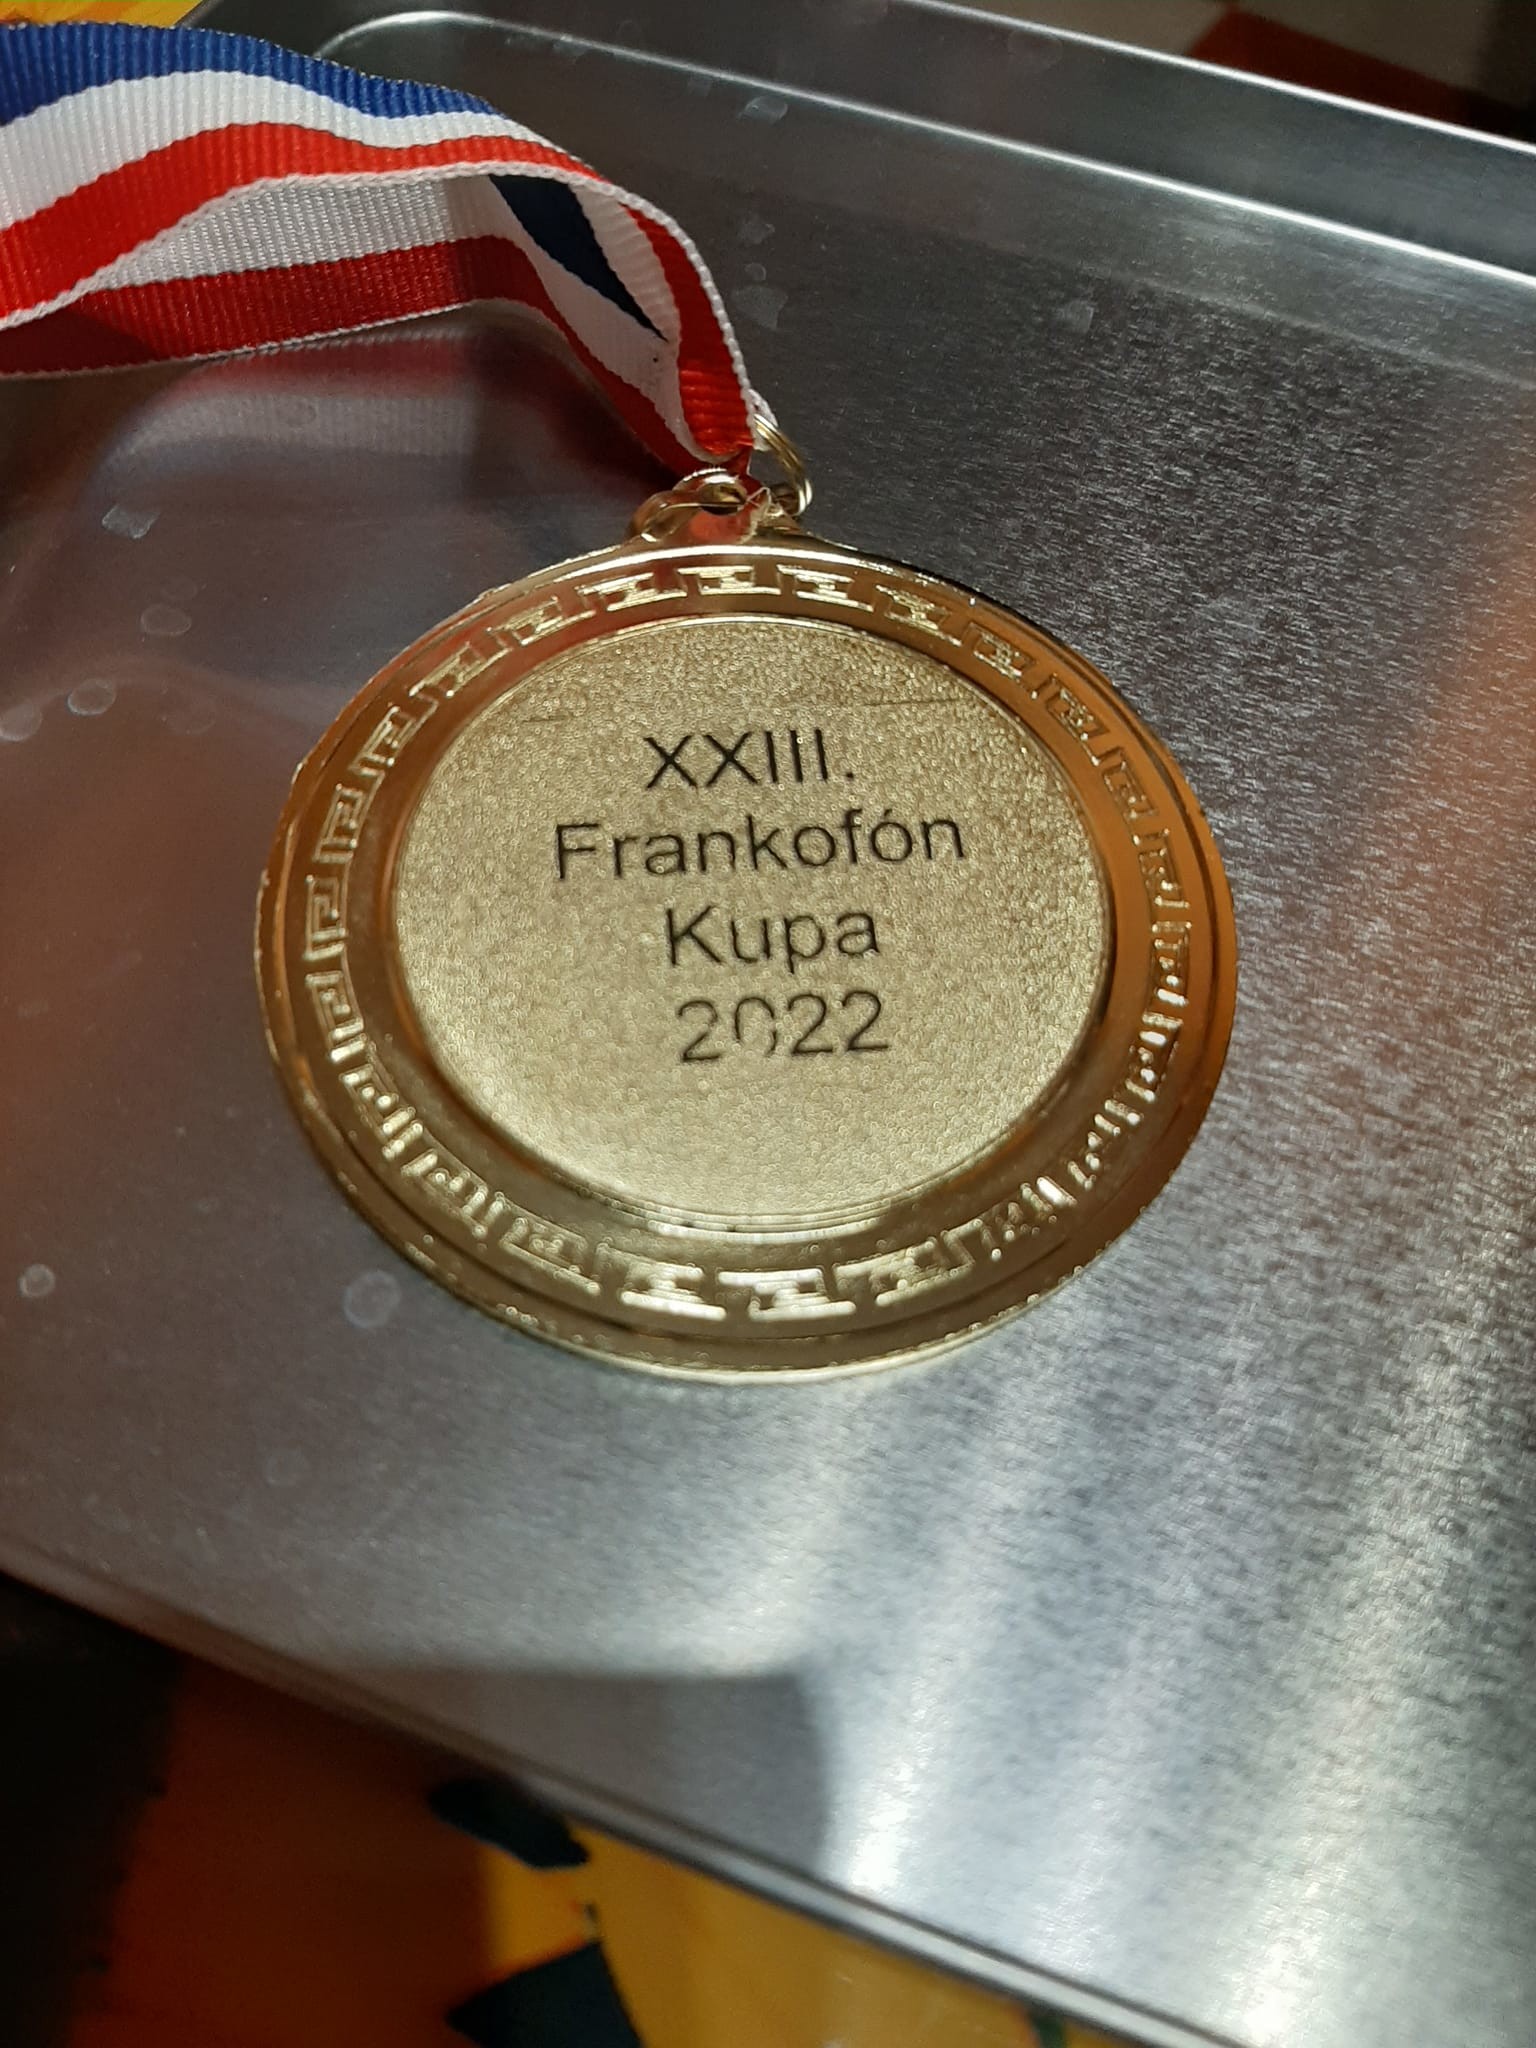 XXIII.
Frankofón
Kupa
2022